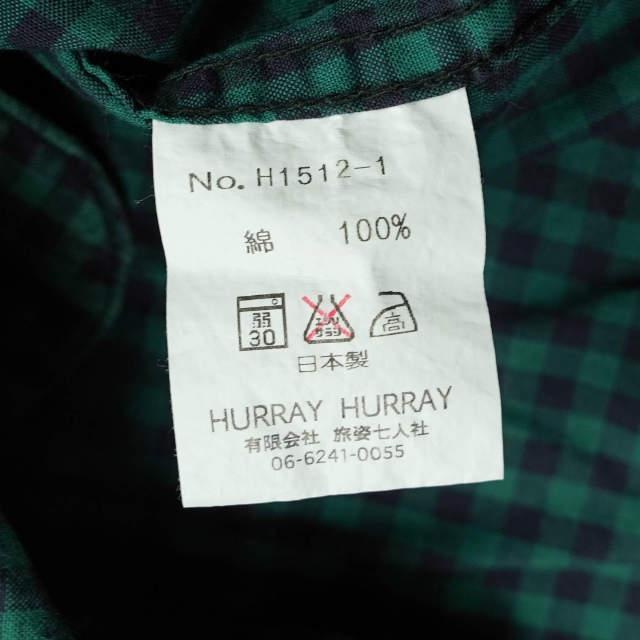 No. H1512-1
綿 100%
弱 高
30
日本製
HURRAY HURRAY
有限会社 旅姿七人社
06-6241-0055